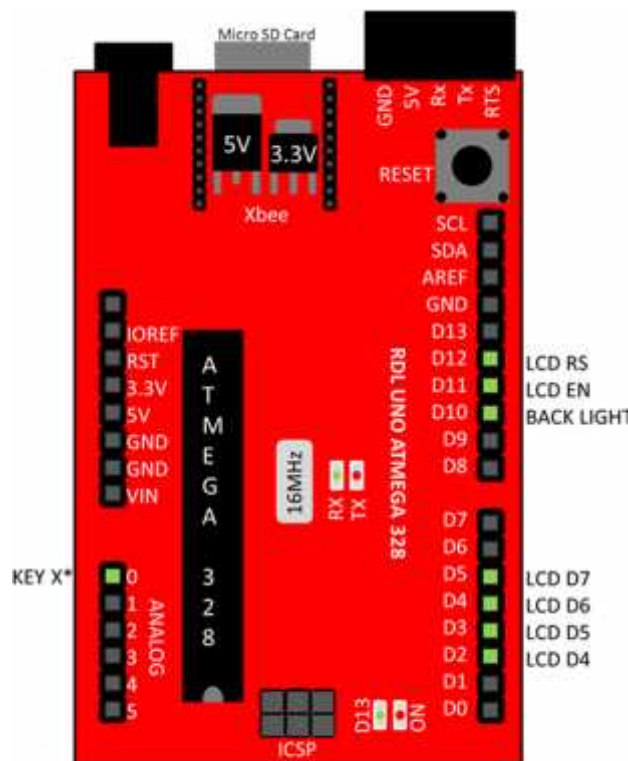 Micro SD Card
GND
5V
Rx
Tx
RTS
5V
3.3V
RESET
Xbee
SCL
SDA
AREF
GND
D13
D12 LCD RS
D11 LCD EN
D10 BACK LIGHT
D9
D8
IOREF
RST
3.3V
5V
GND
GND
VIN
ATMEGA 328
16MHz
RX
TX
RDL UNO ATMEGA 328
D7
D6
D5 LCD D7
D4 LCD D6
D3 LCD D5
D2 LCD D4
D1
D0
KEY X* 0
1
2
3
4
5
ANALOG
ICSP
D13
ON